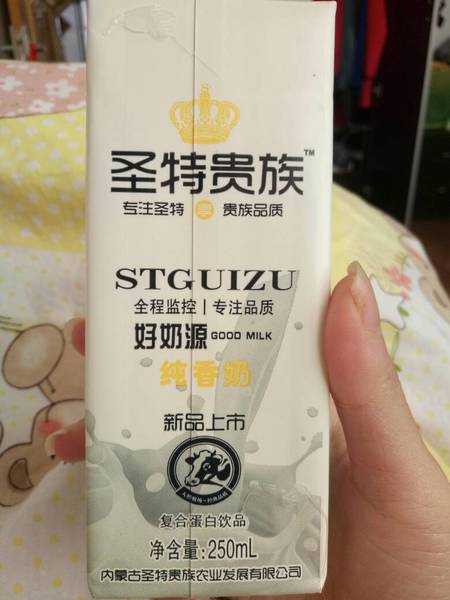 圣特贵族™
专注圣特 享 贵族品质
STGUIZU
全程监控|专注品质
好奶源 GOOD MILK
纯香奶
新品上市
复合蛋白饮品
净含量:250mL
内蒙古圣特贵族农业发展有限公司